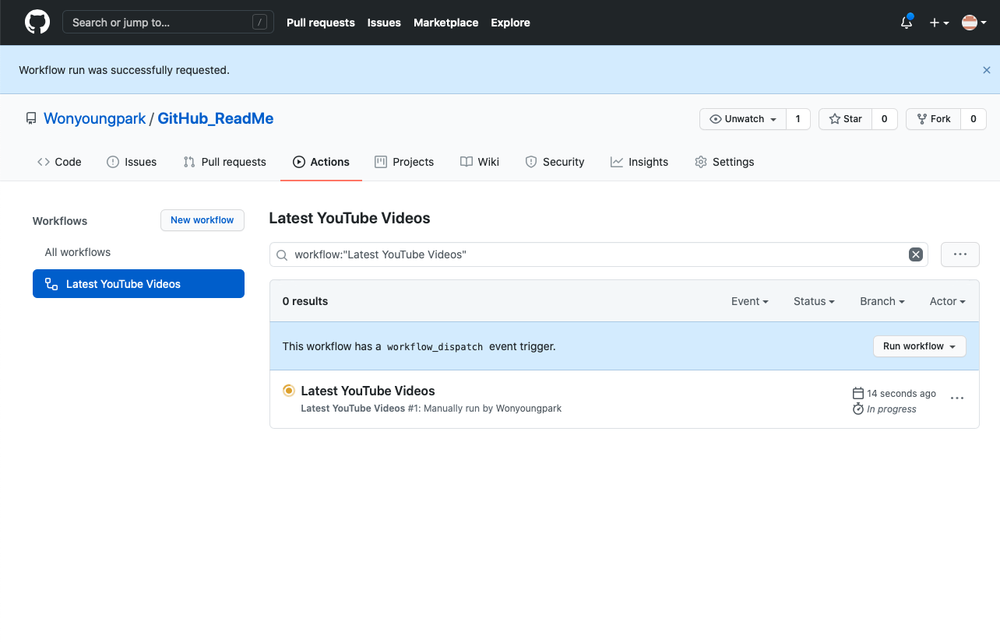 Search or jump to... / Pull requests Issues Marketplace Explore
Workflow run was successfully requested.
Wonyoungpark / GitHub_ReadMe
Unwatch 1 Star 0 Fork 0
Code Issues Pull requests Actions Projects Wiki Security Insights Settings
Workflows New workflow
All workflows
Latest YouTube Videos
Latest YouTube Videos
workflow:"Latest YouTube Videos"
0 results Event Status Branch Actor
This workflow has a workflow_dispatch event trigger. Run workflow
Latest YouTube Videos
Latest YouTube Videos #1: Manually run by Wonyoungpark
14 seconds ago
In progress